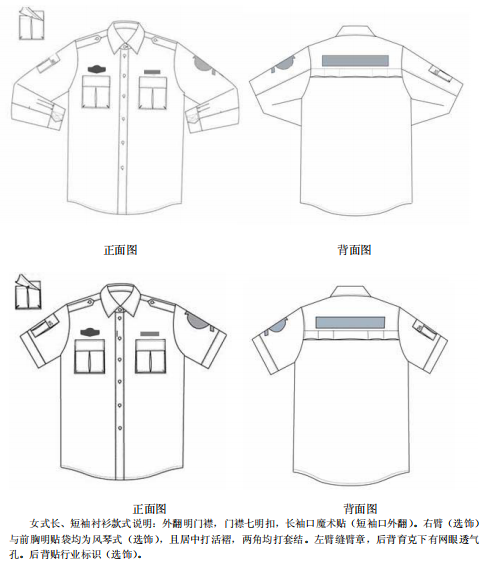 正面图
背面图
正面图
背面图
女式长、短袖衬衫款式说明：外翻明门襟，门襟七明扣，长袖口魔术贴（短袖口外翻）。右臂（选饰）
与前胸明贴袋均为风琴式（选饰），且居中打活褶，两角均打套结。左臂缝臂章，后背育克下有网眼透气
孔。后背贴行业标识（选饰）。